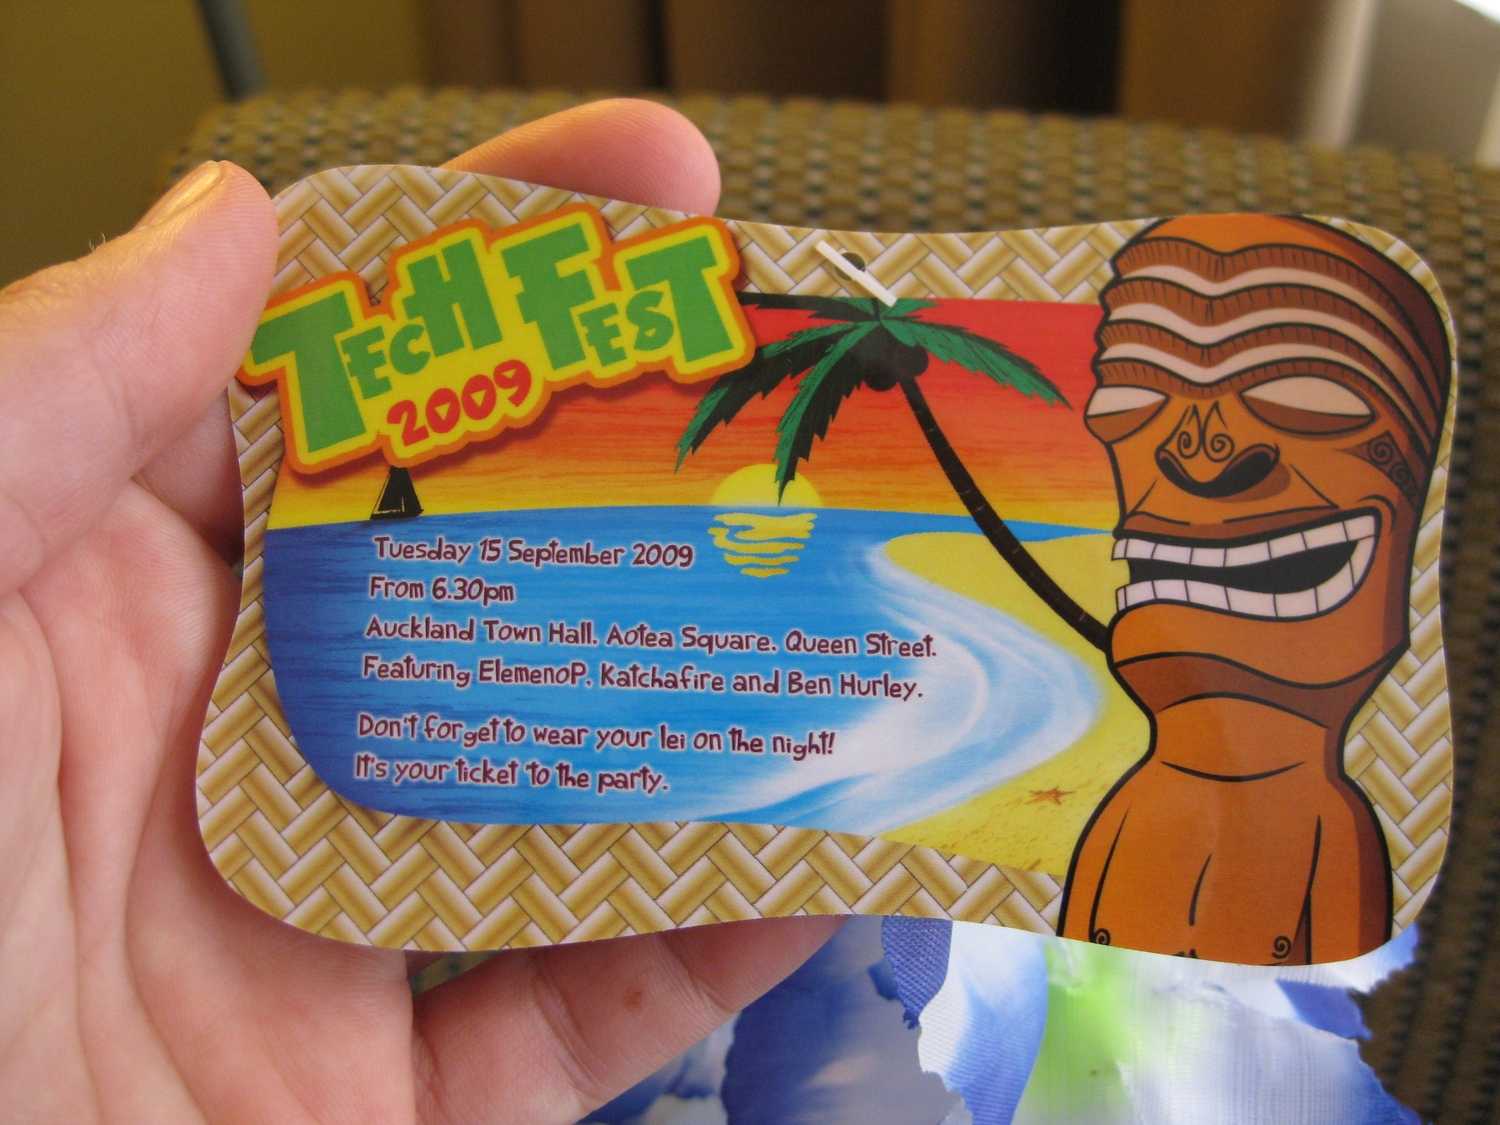 Tech Fest
2009
Tuesday 15 September 2009
From 6.30pm
Auckland Town Hall. Aotea Square. Queen Street.
Featuring ElemenoP. Katchafire and Ben Hurley.
Don't forget to wear your lei on the night!
It's your ticket to the party.